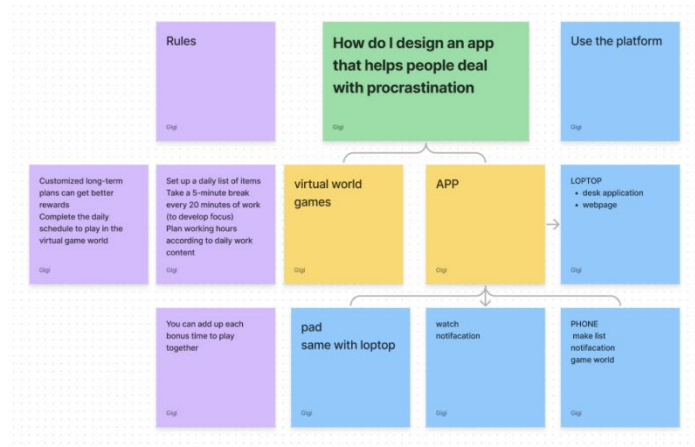 Rules
Gigi
How do I design an app
that helps people deal
with procrastination
Gigi
Use the platform
Gigi
Customized long-term
plans can get better
rewards
Complete the daily
schedule to play in the
virtual game world
Gigi
Set up a daily list of items
Take a 5-minute break
every 20 minutes of work
(to develop focus)
Plan working hours
according to daily work
content
Gigi
virtual world
games
Gigi
APP
Gigi
LOPTOP
• desk application
• webpage
Gigi
You can add up each
bonus time to play
together
Gigi
pad
same with loptop
Gigi
watch
notifacation
Gigi
PHONE
make list
notifacation
game world
Gigi